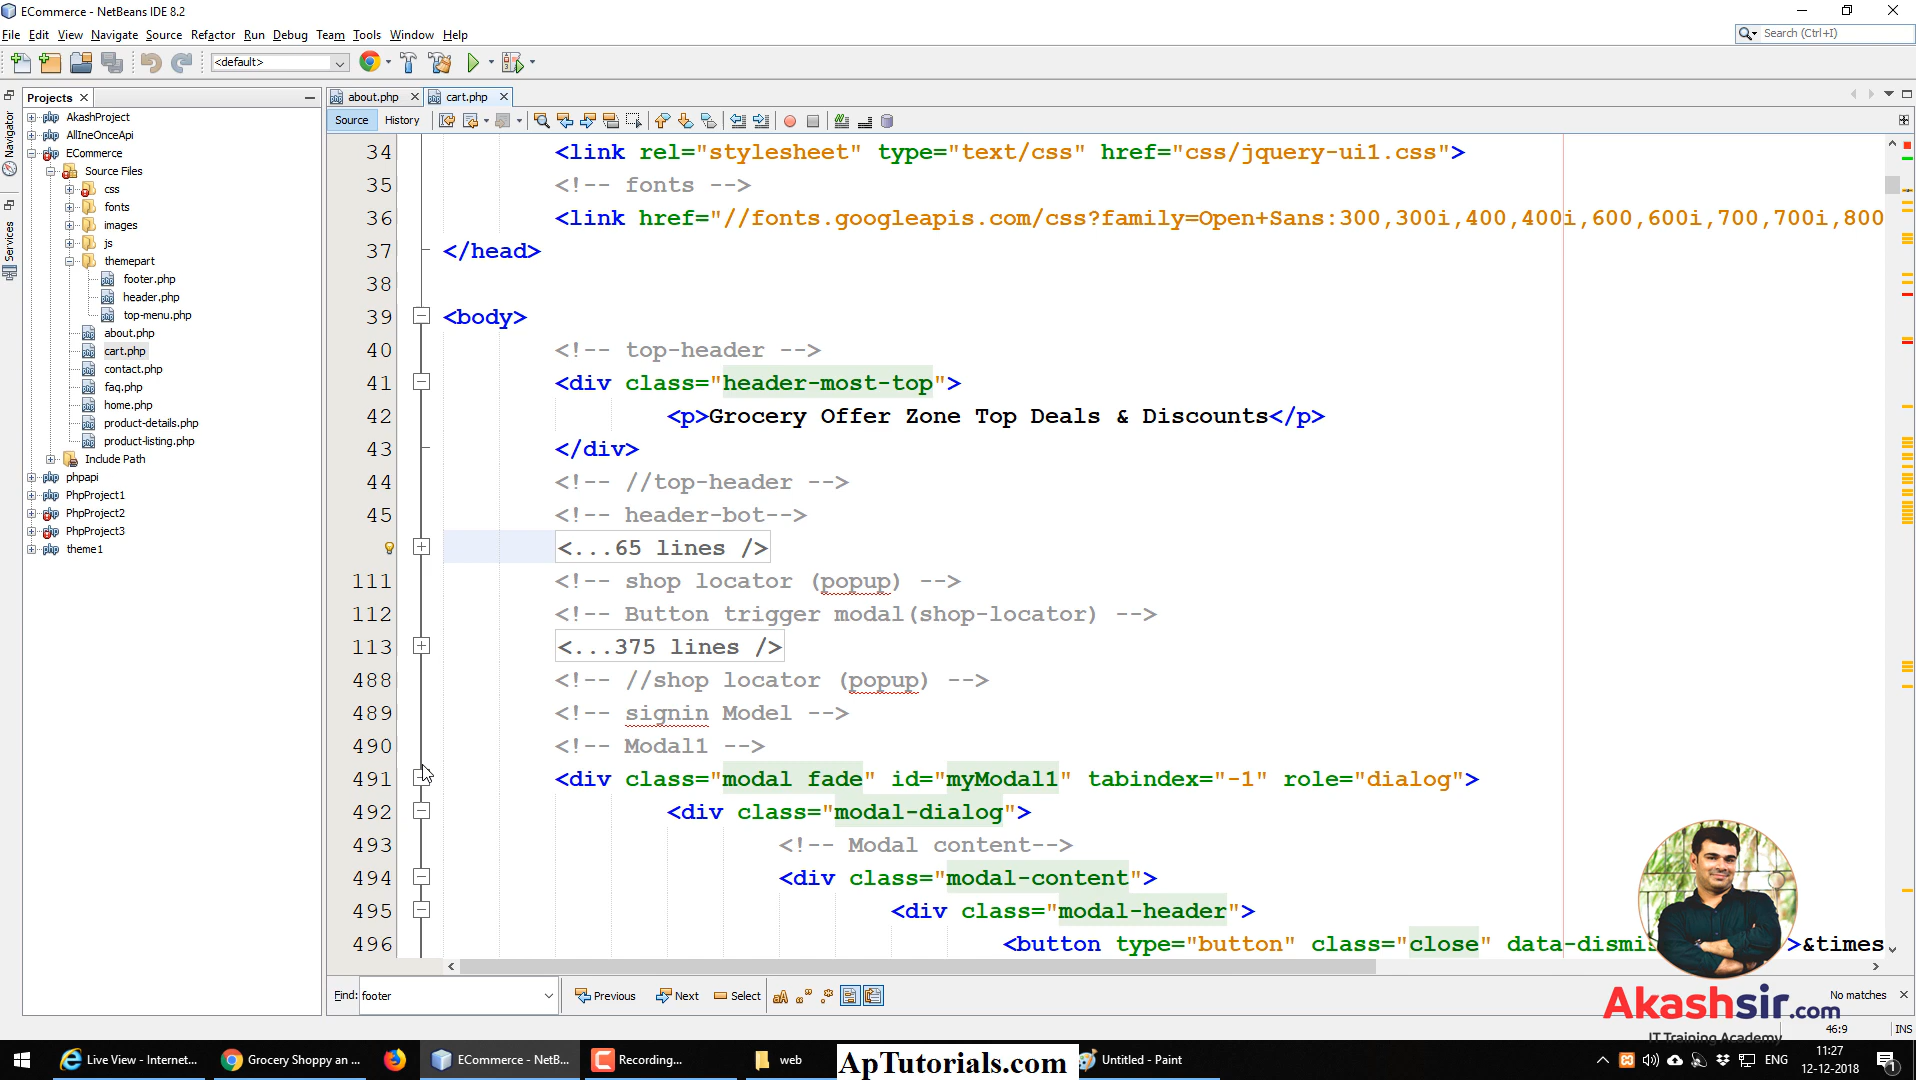 ECommerce - NetBeans IDE 8.2
File Edit View Navigate Source Refactor Run Debug Team Tools Window Help
Search (Ctrl+I)
<default>
Projects
Navigator
Services
AkashProject
AllIneOnceApi
ECommerce
Source Files
css
fonts
images
js
themepart
footer.php
header.php
top-menu.php
about.php
cart.php
contact.php
faq.php
home.php
product-details.php
product-listing.php
Include Path
phpapi
PhpProject1
PhpProject2
PhpProject3
theme1
about.php cart.php
Source History
34 <link rel="stylesheet" type="text/css" href="css/jquery-ui1.css">
35 <!-- fonts -->
36 <link href="//fonts.googleapis.com/css?family=Open+Sans:300,300i,400,400i,600,600i,700,700i,800
37 </head>
38
39 <body>
40 <!-- top-header -->
41 <div class="header-most-top">
42 <p>Grocery Offer Zone Top Deals & Discounts</p>
43 </div>
44 <!-- //top-header -->
45 <!-- header-bot-->
<...65 lines />
111 <!-- shop locator (popup) -->
112 <!-- Button trigger modal(shop-locator) -->
113 <...375 lines />
488 <!-- //shop locator (popup) -->
489 <!-- signin Model -->
490 <!-- Modal1 -->
491 <div class="modal fade" id="myModal1" tabindex="-1" role="dialog">
492 <div class="modal-dialog">
493 <!-- Modal content-->
494 <div class="modal-content">
495 <div class="modal-header">
496 <button type="button" class="close" data-dismi >&times
Find: footer Previous Next Select No matches
Akashsir.com
IT Training Academy
46:9 INS
Live View - Internet... Grocery Shoppy an ... ECommerce - NetB... Recording... web Untitled - Paint
ApTutorials.com
ENG
11:27
12-12-2018
1